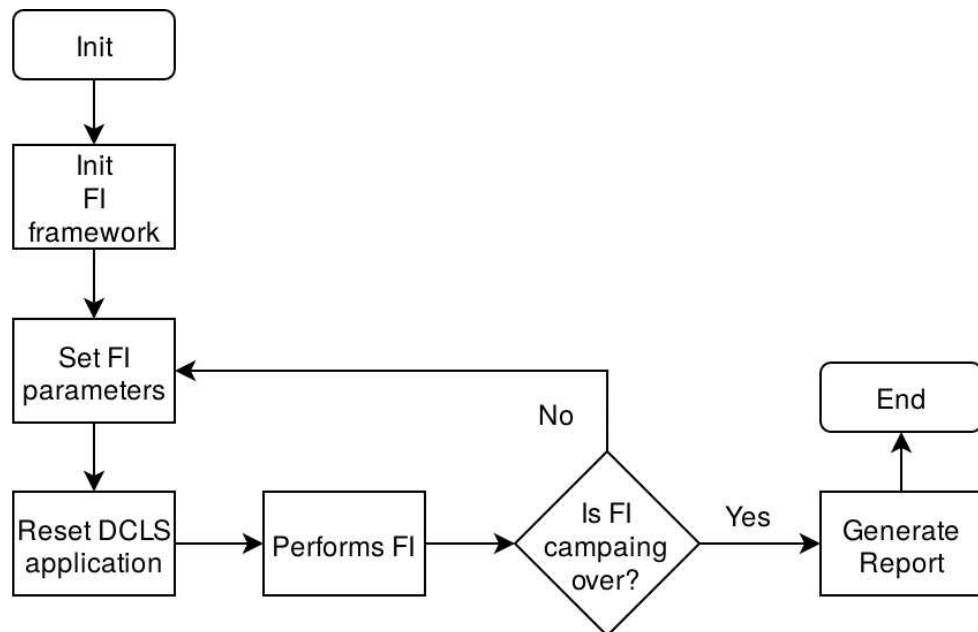 Init
Init
FI
framework
Set FI
parameters
No
End
Reset DCLS
application
Performs FI
Is FI
campaing
over?
Yes
Generate
Report